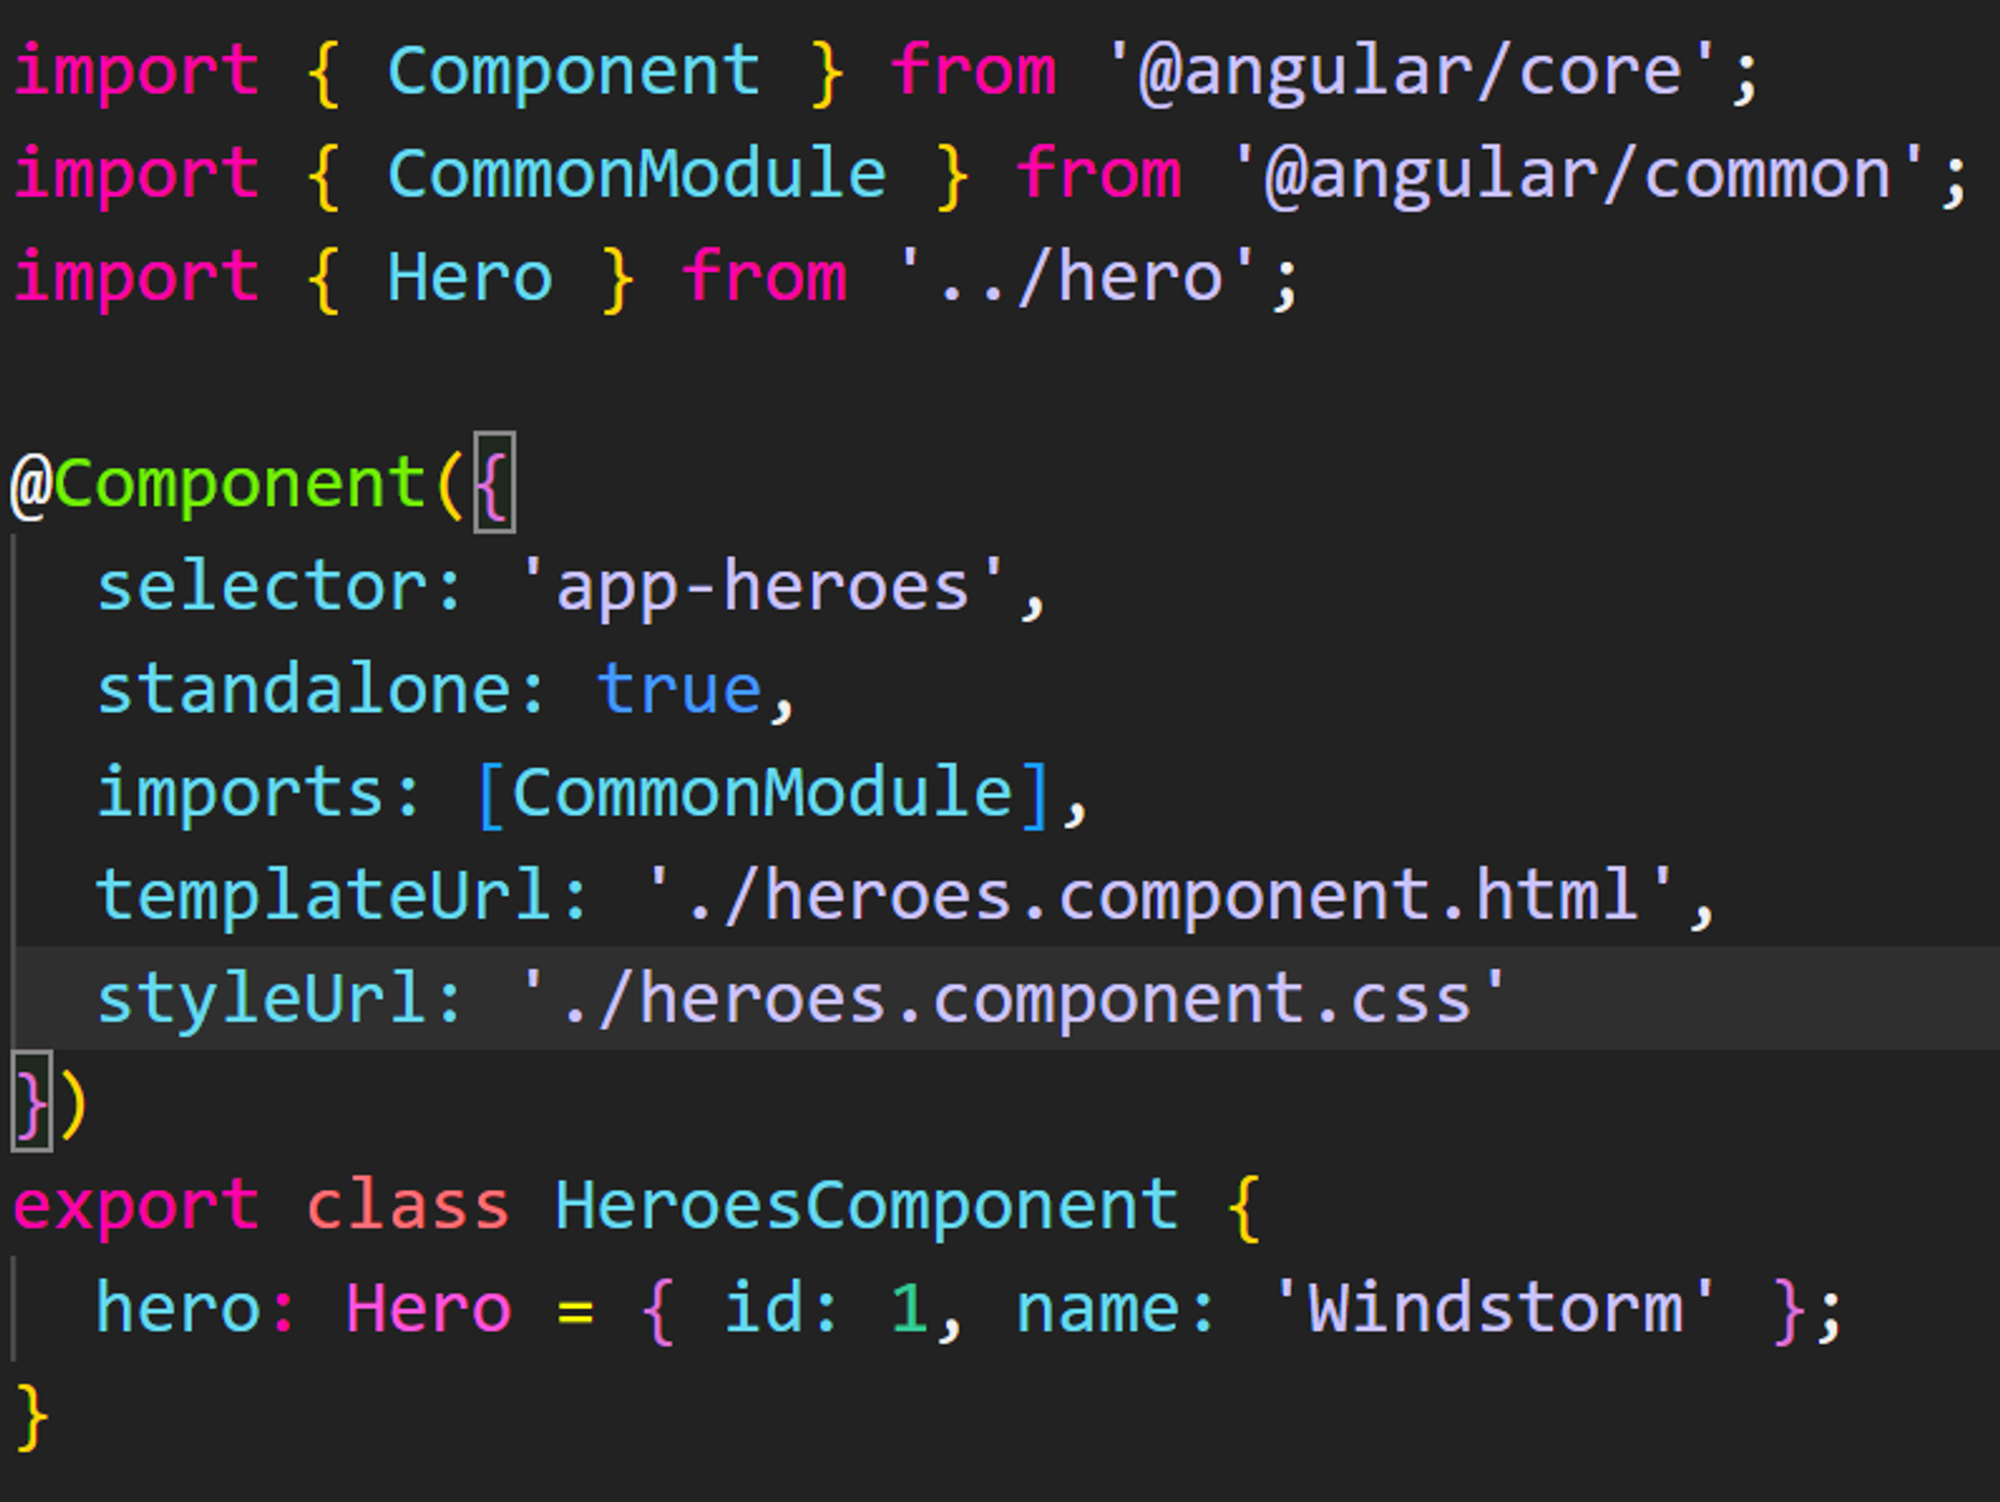 import { Component } from '@angular/core';
import { CommonModule } from '@angular/common';
import { Hero } from '../hero';

@Component({
  selector: 'app-heroes',
  standalone: true,
  imports: [CommonModule],
  templateUrl: './heroes.component.html',
  styleUrl: './heroes.component.css'
})
export class HeroesComponent {
  hero: Hero = { id: 1, name: 'Windstorm' };
}